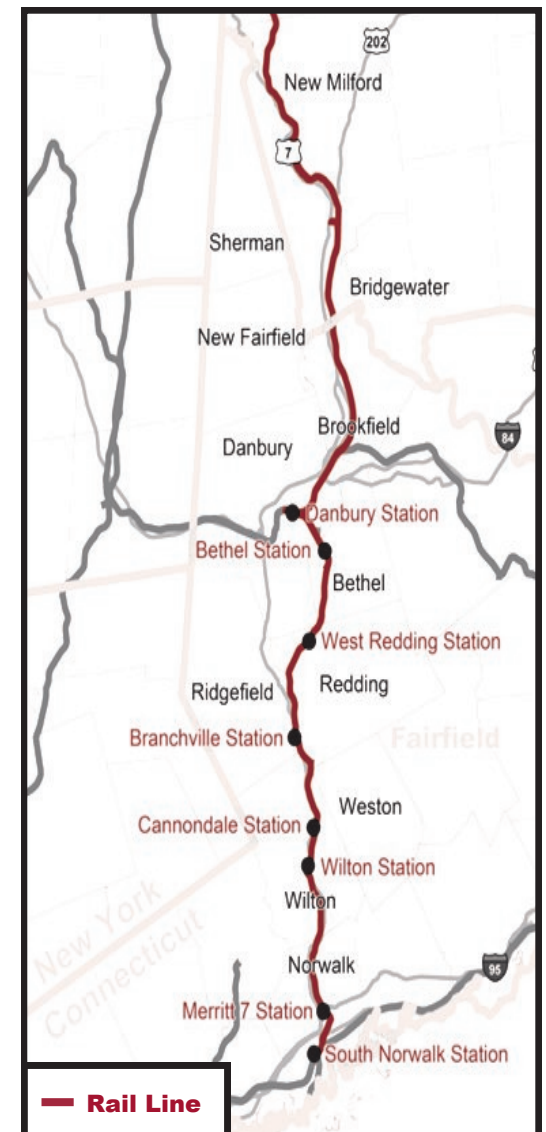 202
New Milford
7
Sherman
Bridgewater
New Fairfield
Brookfield
Danbury
84
Danbury Station
Bethel Station
Bethel
West Redding Station
Ridgefield
Redding
Branchville Station
Fairfield
Weston
Cannondale Station
Wilton Station
Wilton
New York
Connecticut
Norwalk
95
Merritt 7 Station
South Norwalk Station
Rail Line